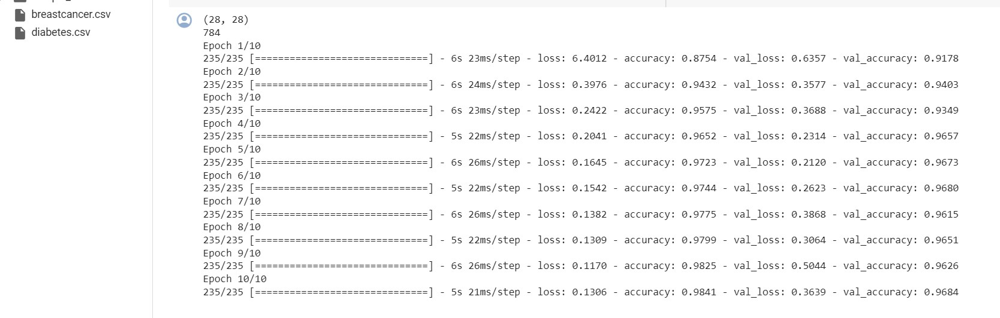 breastcancer.csv
diabetes.csv
(28, 28)
784
Epoch 1/10
235/235 [==============================] - 6s 23ms/step - loss: 6.4012 - accuracy: 0.8754 - val_loss: 0.6357 - val_accuracy: 0.9178
Epoch 2/10
235/235 [==============================] - 6s 24ms/step - loss: 0.3976 - accuracy: 0.9432 - val_loss: 0.3577 - val_accuracy: 0.9403
Epoch 3/10
235/235 [==============================] - 6s 23ms/step - loss: 0.2422 - accuracy: 0.9575 - val_loss: 0.3688 - val_accuracy: 0.9349
Epoch 4/10
235/235 [==============================] - 5s 22ms/step - loss: 0.2041 - accuracy: 0.9652 - val_loss: 0.2314 - val_accuracy: 0.9657
Epoch 5/10
235/235 [==============================] - 6s 26ms/step - loss: 0.1645 - accuracy: 0.9723 - val_loss: 0.2120 - val_accuracy: 0.9673
Epoch 6/10
235/235 [==============================] - 5s 22ms/step - loss: 0.1542 - accuracy: 0.9744 - val_loss: 0.2623 - val_accuracy: 0.9680
Epoch 7/10
235/235 [==============================] - 6s 26ms/step - loss: 0.1382 - accuracy: 0.9775 - val_loss: 0.3868 - val_accuracy: 0.9615
Epoch 8/10
235/235 [==============================] - 5s 22ms/step - loss: 0.1309 - accuracy: 0.9799 - val_loss: 0.3064 - val_accuracy: 0.9651
Epoch 9/10
235/235 [==============================] - 6s 26ms/step - loss: 0.1170 - accuracy: 0.9825 - val_loss: 0.5044 - val_accuracy: 0.9626
Epoch 10/10
235/235 [==============================] - 5s 21ms/step - loss: 0.1306 - accuracy: 0.9841 - val_loss: 0.3639 - val_accuracy: 0.9684